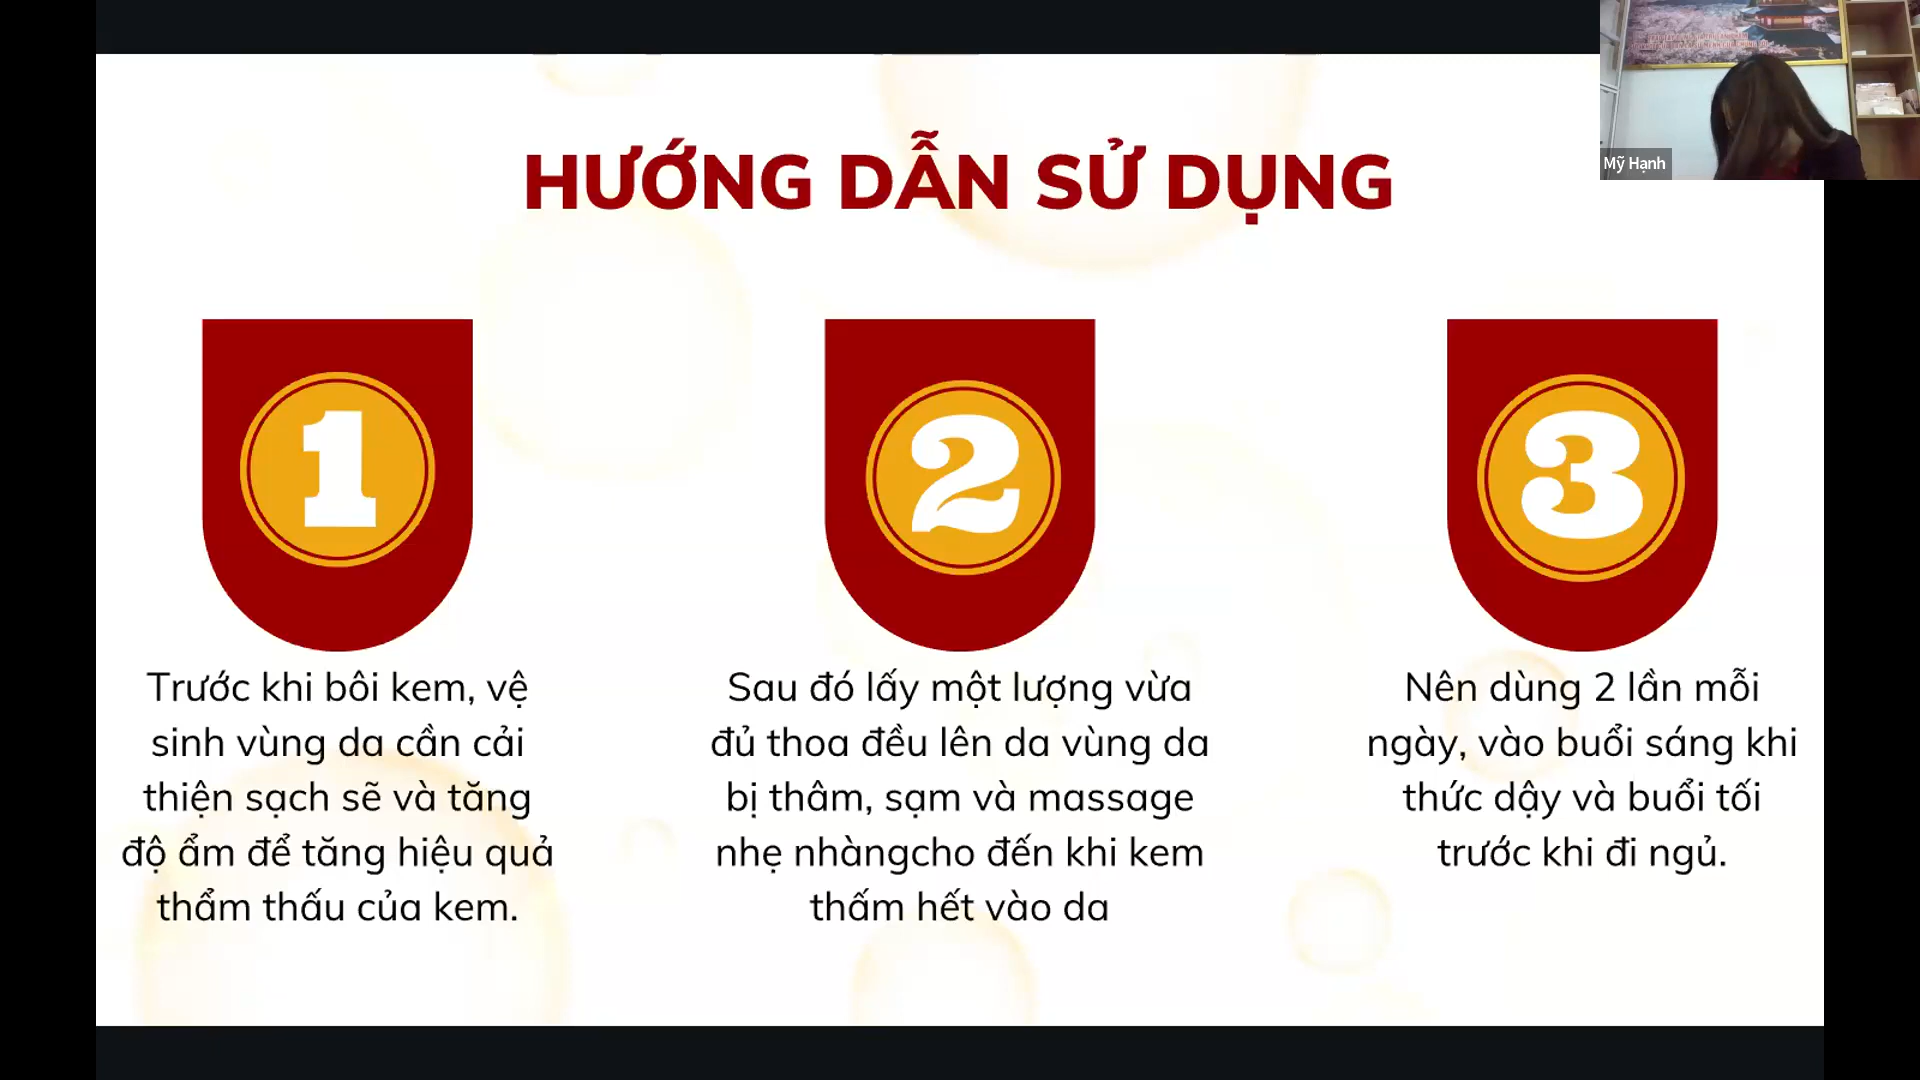 Mỹ Hạnh
HƯỚNG DẪN SỬ DỤNG
1
Trước khi bôi kem, vệ
sinh vùng da cần cải
thiện sạch sẽ và tăng
độ ẩm để tăng hiệu quả
thẩm thấu của kem.
2
Sau đó lấy một lượng vừa
đủ thoa đều lên da vùng da
bị thâm, sạm và massage
nhẹ nhàngcho đến khi kem
thấm hết vào da
3
Nên dùng 2 lần mỗi
ngày, vào buổi sáng khi
thức dậy và buổi tối
trước khi đi ngủ.